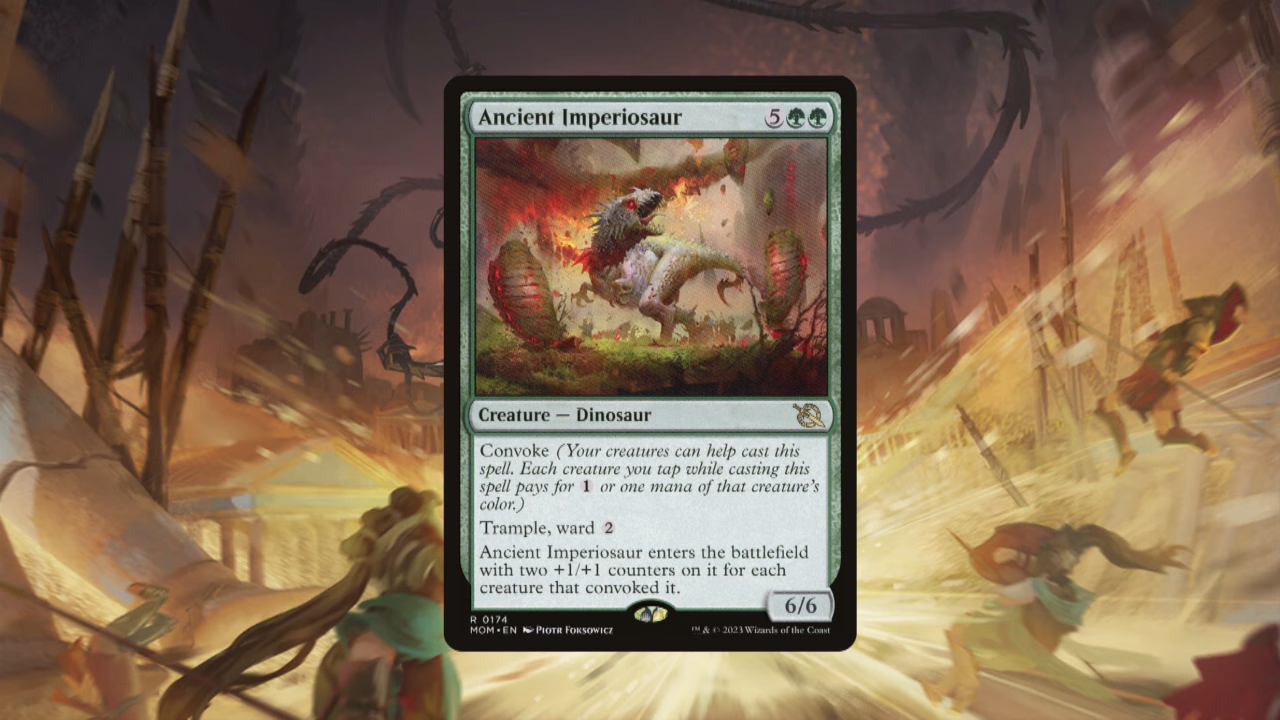 Ancient Imperiosaur 5
Creature — Dinosaur
Convoke (Your creatures can help cast this
spell. Each creature you tap while casting this
spell pays for 1 or one mana of that creature's
color.)
Trample, ward 2
Ancient Imperiosaur enters the battlefield
with two +1/+1 counters on it for each
creature that convoked it.
6/6
R 0174
MOM • EN Piotr Foksowicz ™ & © 2023 Wizards of the Coast